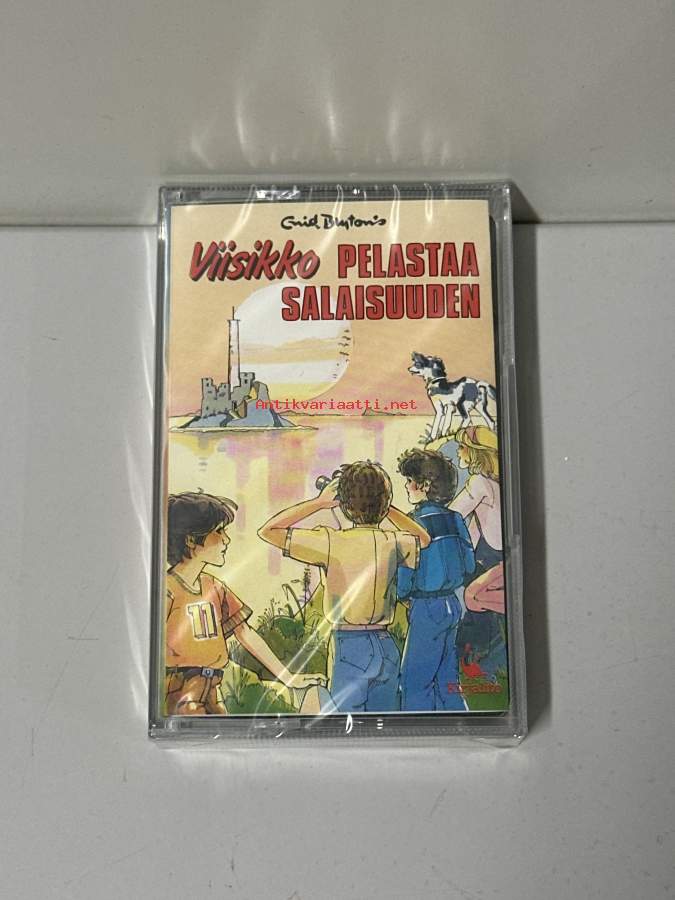 Enid Blyton's
Viisikko PELASTAA
SALAISUUDEN
Antikvariaatti.net
11